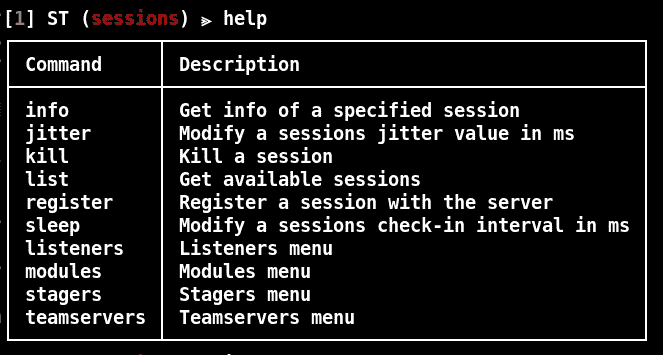 [1] ST (sessions) ⫸ help
Command Description
info Get info of a specified session
jitter Modify a sessions jitter value in ms
kill Kill a session
list Get available sessions
register Register a session with the server
sleep Modify a sessions check-in interval in ms
listeners Listeners menu
modules Modules menu
stagers Stagers menu
teamservers Teamservers menu